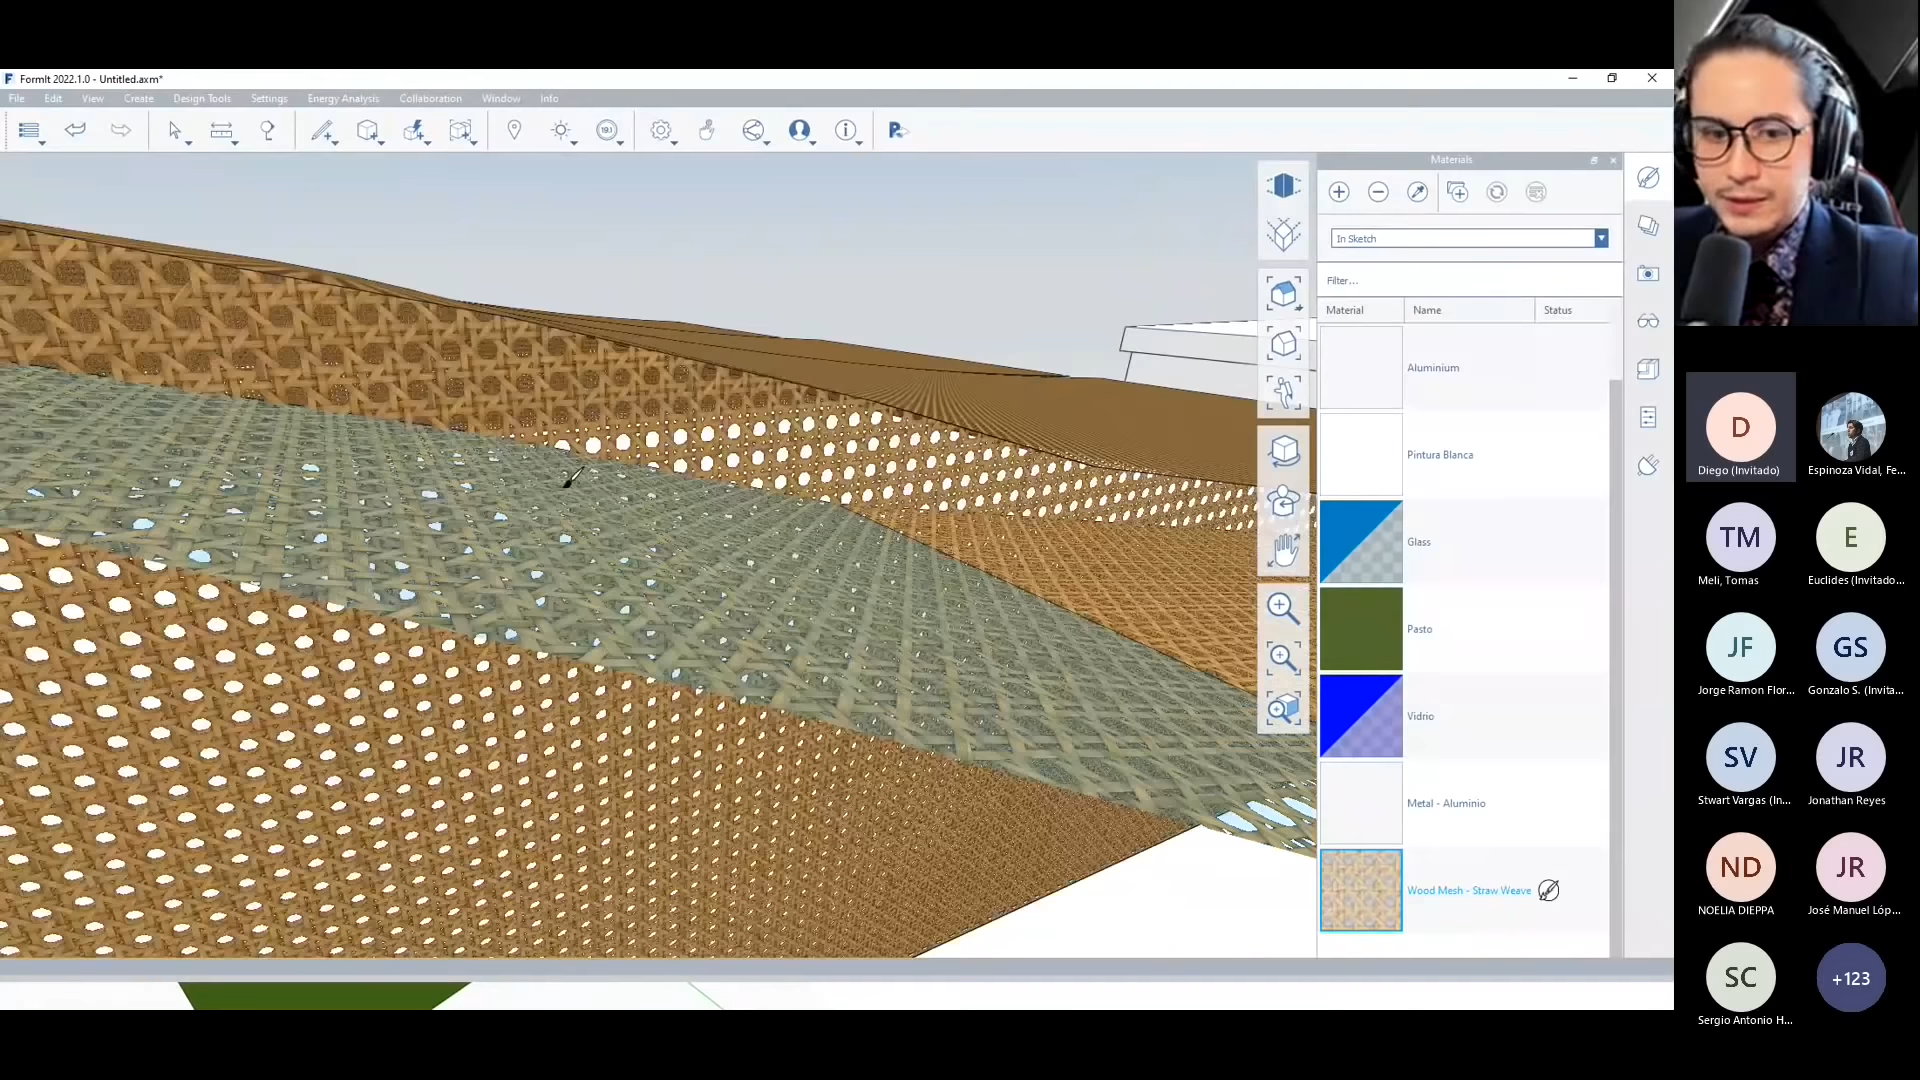 FormIt 2022.1.0 - Untitled.axm*
File Edit View Create Design Tools Settings Energy Analysis Collaboration Window Info
Materials
In Sketch
Filter...
Material Name Status
Aluminium
Pintura Blanca
Glass
Pasto
Vidrio
Metal - Aluminio
Wood Mesh - Straw Weave
D
Diego (Invitado)
Espinoza Vidal, Fe...
TM
Meli, Tomas
E
Euclides (Invitado...
JF
Jorge Ramon Flor...
GS
Gonzalo S. (Invita...
SV
Stwart Vargas (In...
JR
Jonathan Reyes
ND
NOELIA DIEPPA
JR
José Manuel Lóp...
SC
Sergio Antonio H...
+123